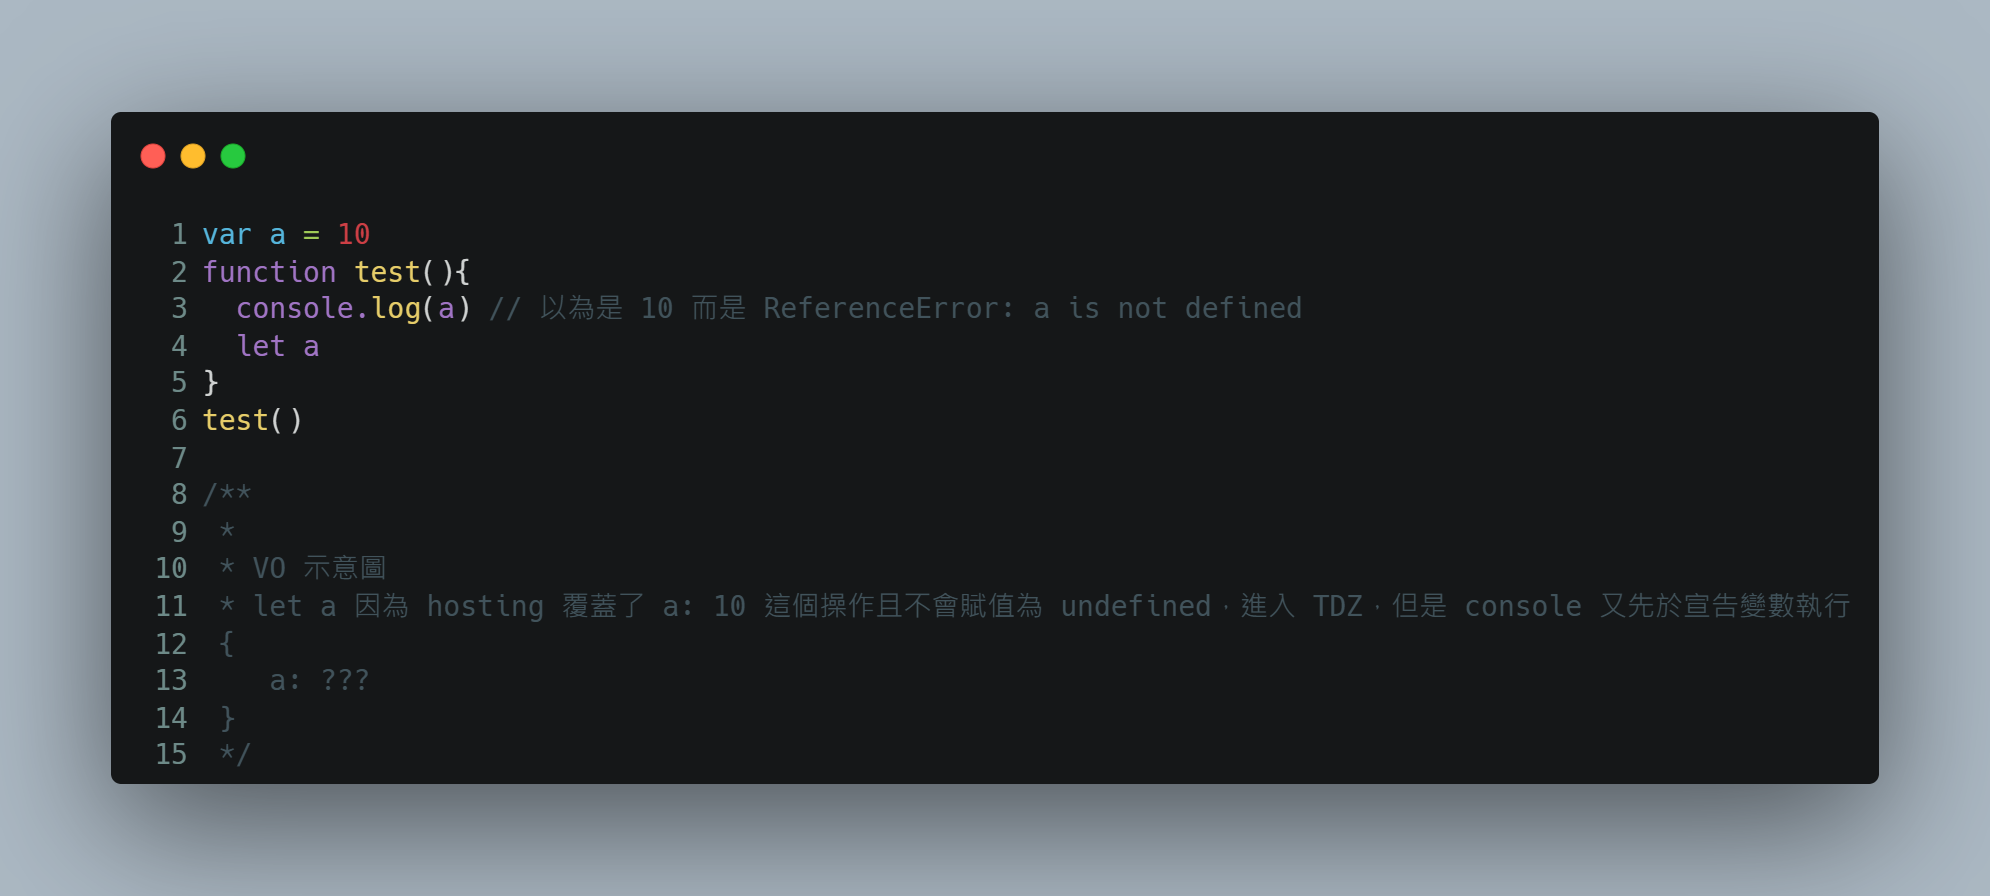 1 var a = 10
2 function test(){
3   console.log(a) // 以為是 10 而是 ReferenceError: a is not defined
4   let a
5 }
6 test()
7
8 /**
9  *
10  * VO 示意圖
11  * let a 因為 hosting 覆蓋了 a: 10 這個操作且不會賦值為 undefined，進入 TDZ，但是 console 又先於宣告變數執行
12  {
13     a: ???
14  }
15  */